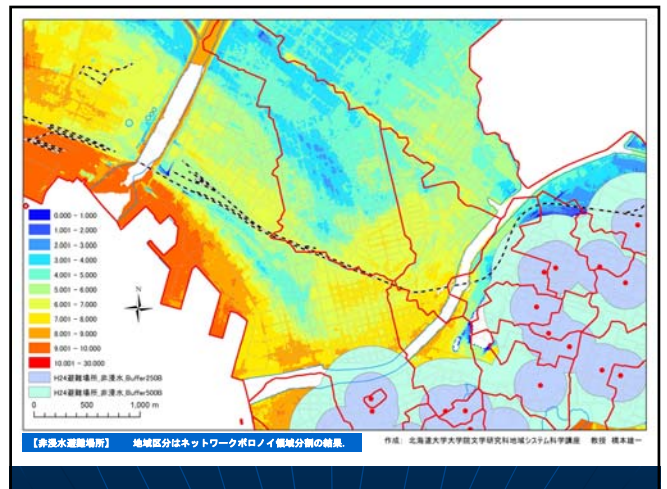 0.000 - 1.000
1.001 - 2.000
2.001 - 3.000
3.001 - 4.000
4.001 - 5.000
5.001 - 6.000
6.001 - 7.000
7.001 - 8.000
8.001 - 9.000
9.001 - 10.000
10.001 - 30.000
H24避難場所_非浸水_Buffer250B
H24避難場所_非浸水_Buffer500B
N
0 500 1,000 m
【非浸水避難場所】 地域区分はネットワークボロノイ領域分割の結果.
作成: 北海道大学大学院文学研究科地域システム科学講座 教授 橋本雄一